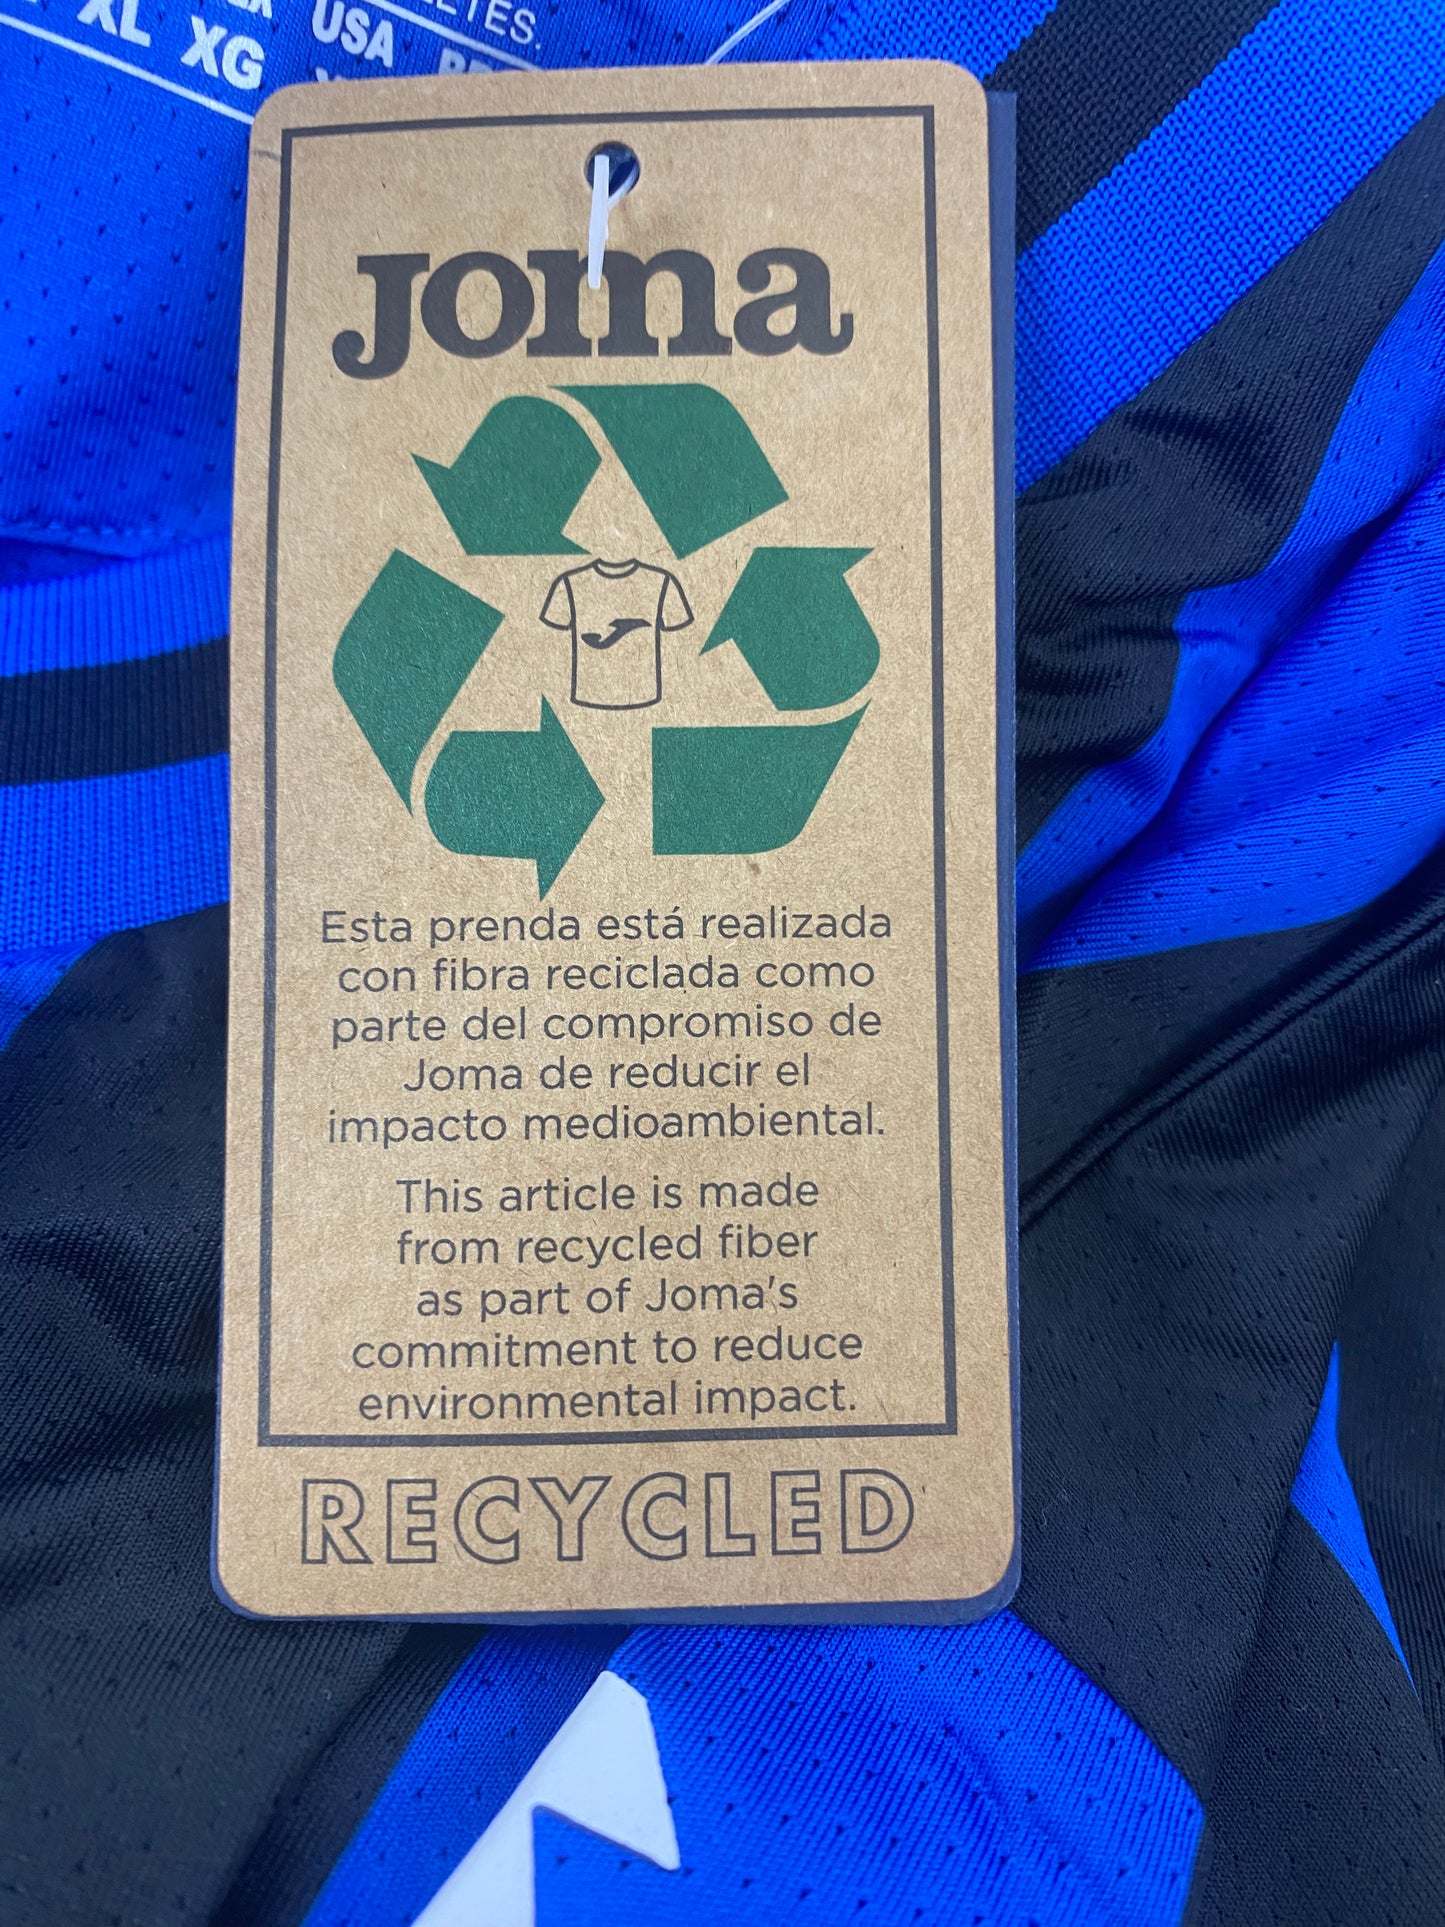 XL XG
USA
joma
Esta prenda está realizada
con fibra reciclada como
parte del compromiso de
Joma de reducir el
impacto medioambiental.
This article is made
from recycled fiber
as part of Joma's
commitment to reduce
environmental impact.
RECYCLED